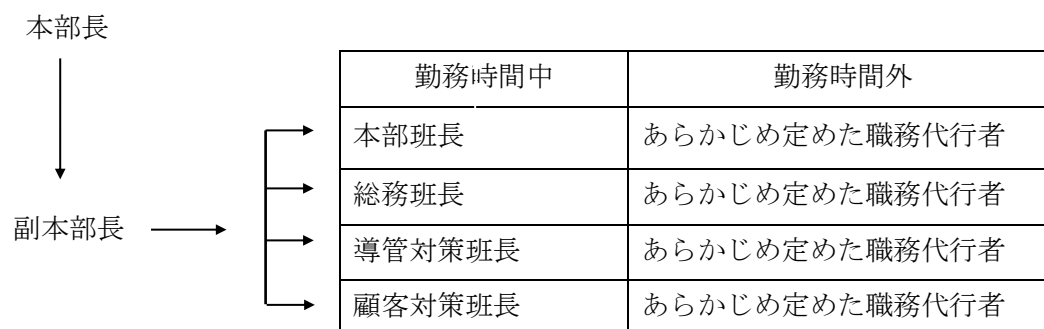 本部長
勤務時間中 勤務時間外
本部班長 あらかじめ定めた職務代行者
総務班長 あらかじめ定めた職務代行者
副本部長
導管対策班長 あらかじめ定めた職務代行者
顧客対策班長 あらかじめ定めた職務代行者